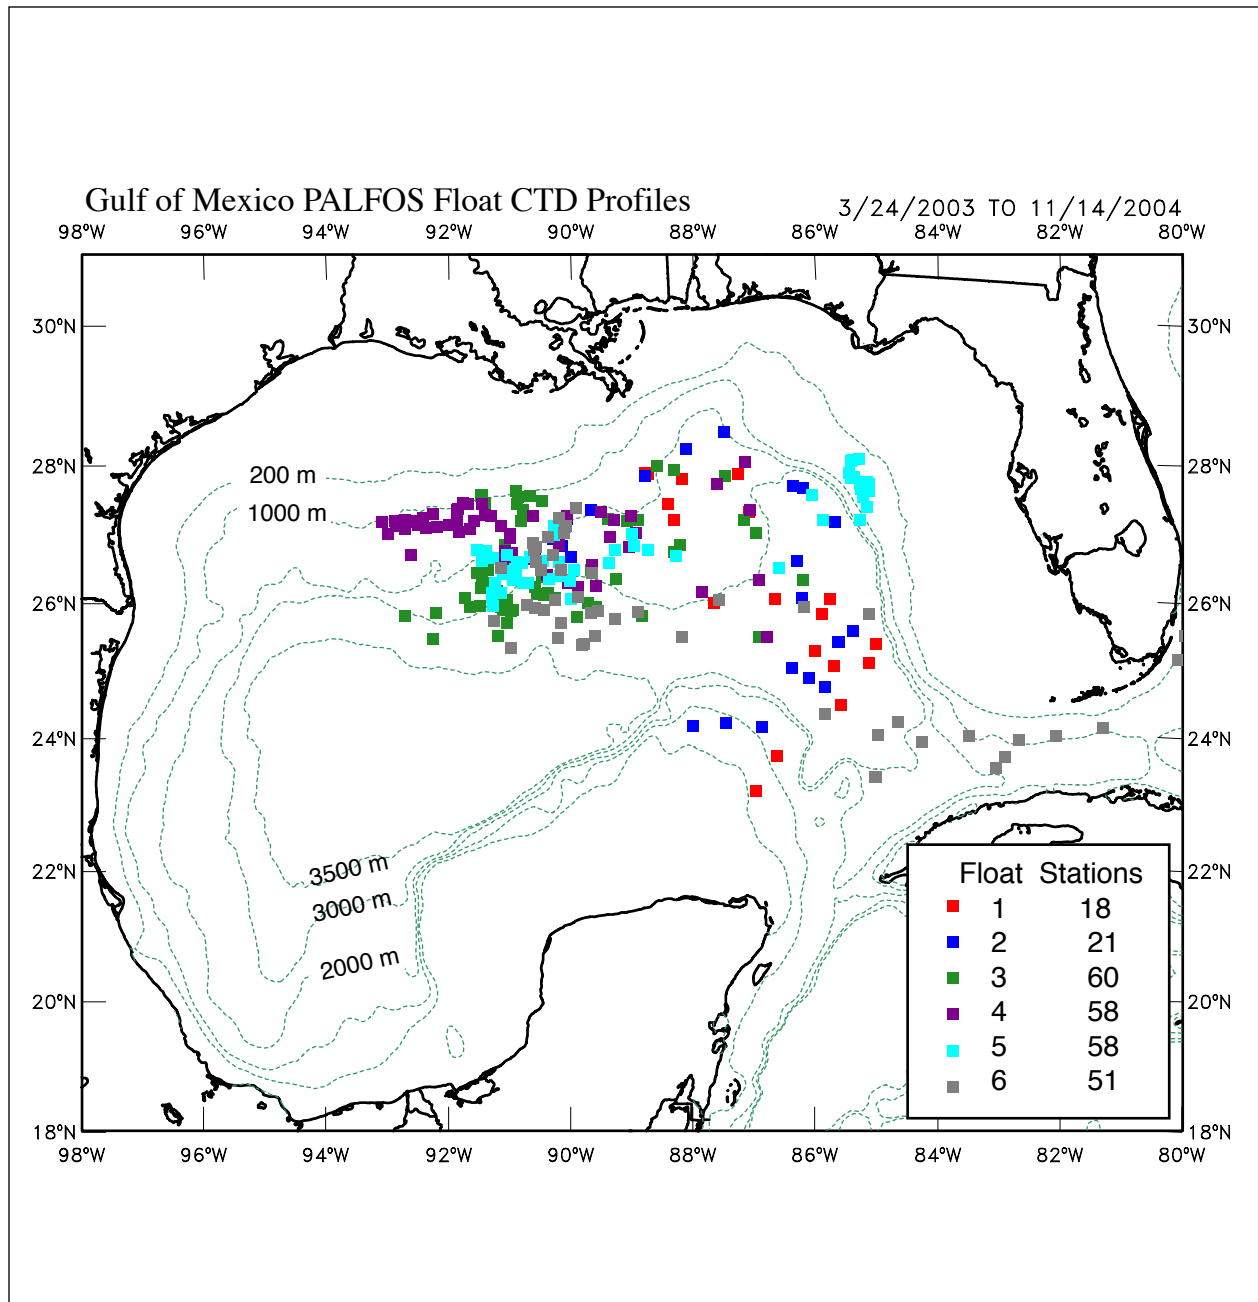 Gulf of Mexico PALFOS Float CTD Profiles
3/24/2003 TO 11/14/2004
98°W 96°W 94°W 92°W 90°W 88°W 86°W 84°W 82°W 80°W
30°N 30°N
28°N 28°N
200 m
1000 m
26°N 26°N
24°N 24°N
3500 m
22°N 22°N
3000 m
2000 m
20°N 20°N
Float Stations
1 18
2 21
3 60
4 58
5 58
6 51
18°N 18°N
98°W 96°W 94°W 92°W 90°W 88°W 86°W 84°W 82°W 80°W